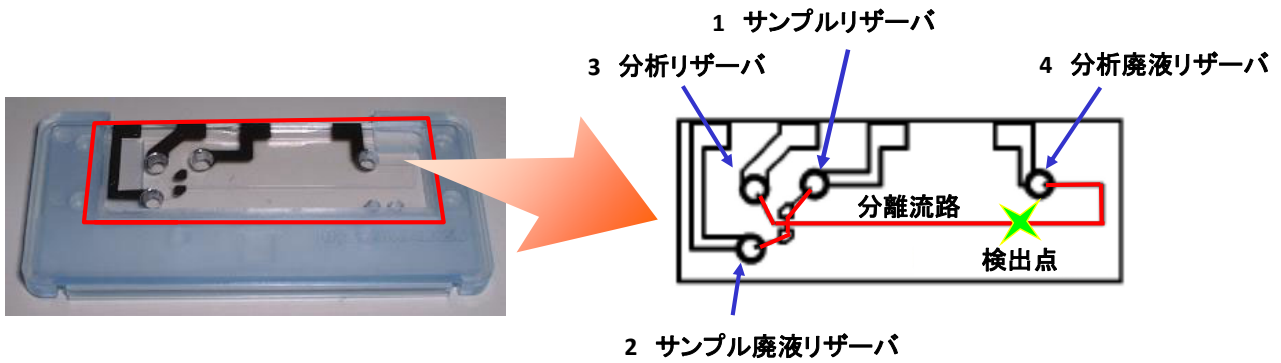 1 サンプルリザーバ
3 分析リザーバ
4 分析廃液リザーバ
分離流路
検出点
2 サンプル廃液リザーバ